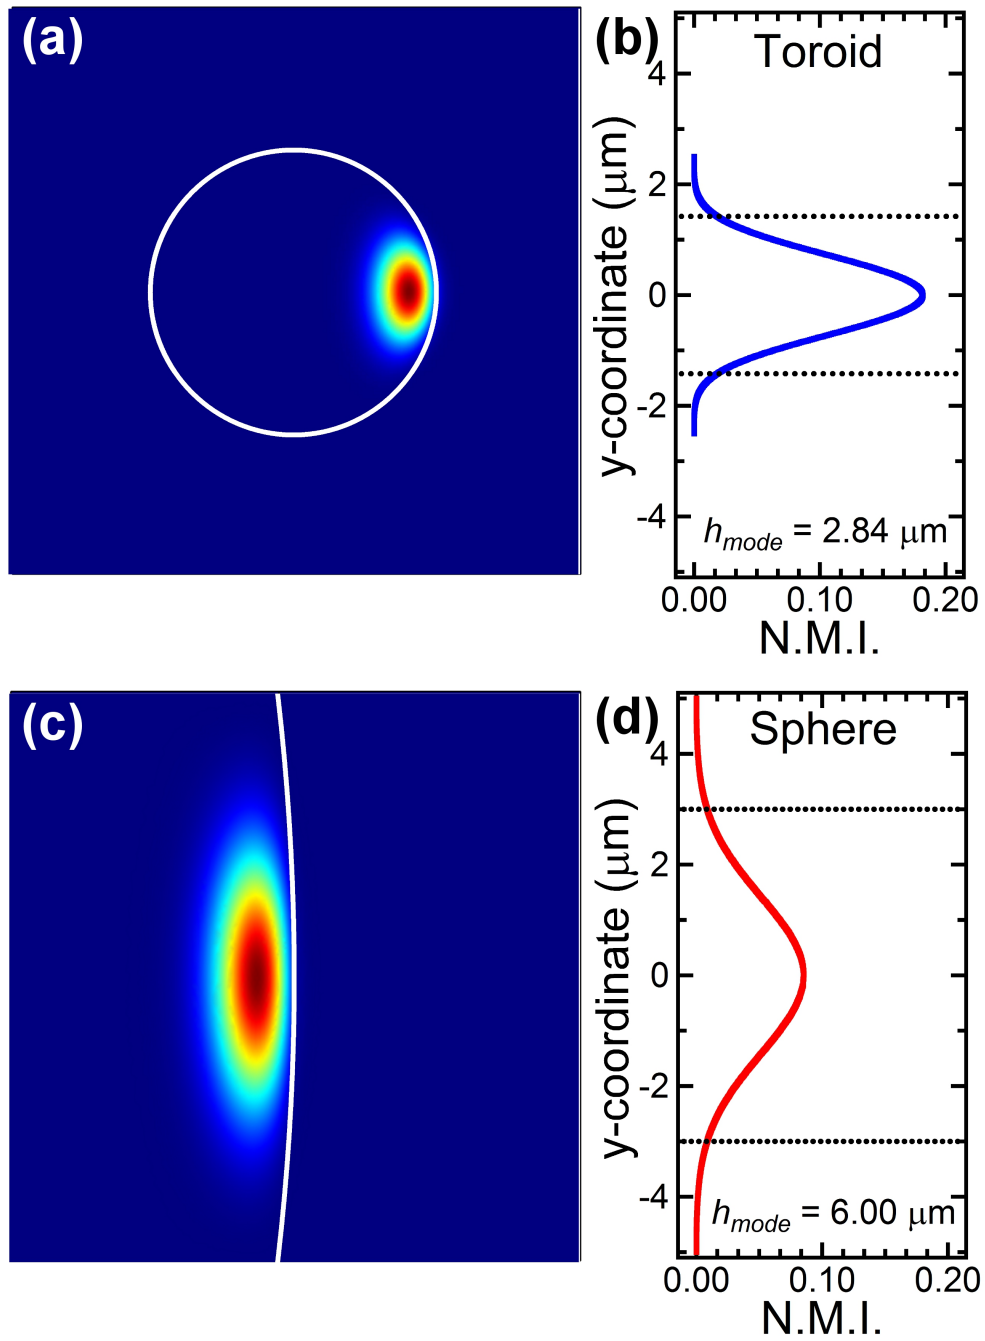 (a)
(b)
Toroid
y-coordinate (μm)
4
2
0
-2
-4
h_mode = 2.84 μm
0.00 0.10 0.20
N.M.I.
(c)
(d)
Sphere
y-coordinate (μm)
4
2
0
-2
-4
h_mode = 6.00 μm
0.00 0.10 0.20
N.M.I.